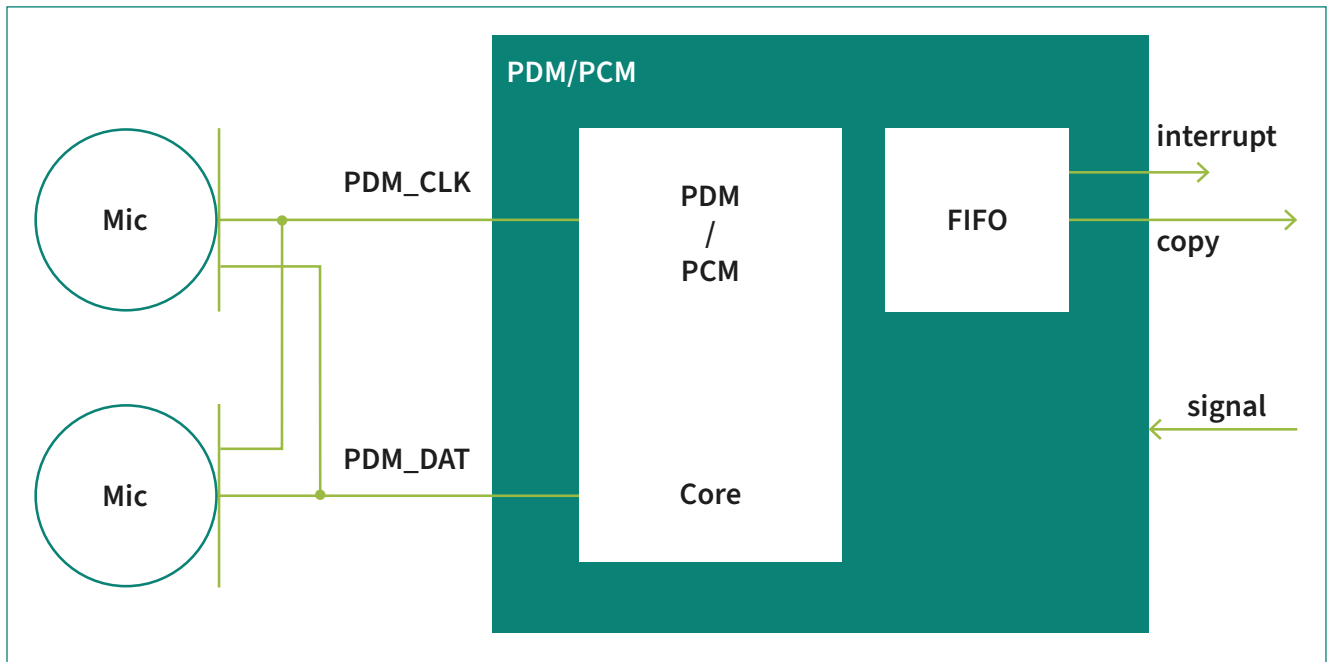 PDM/PCM
interrupt
PDM_CLK
PDM
/
PCM
Mic
FIFO
copy
signal
PDM_DAT
Mic
Core